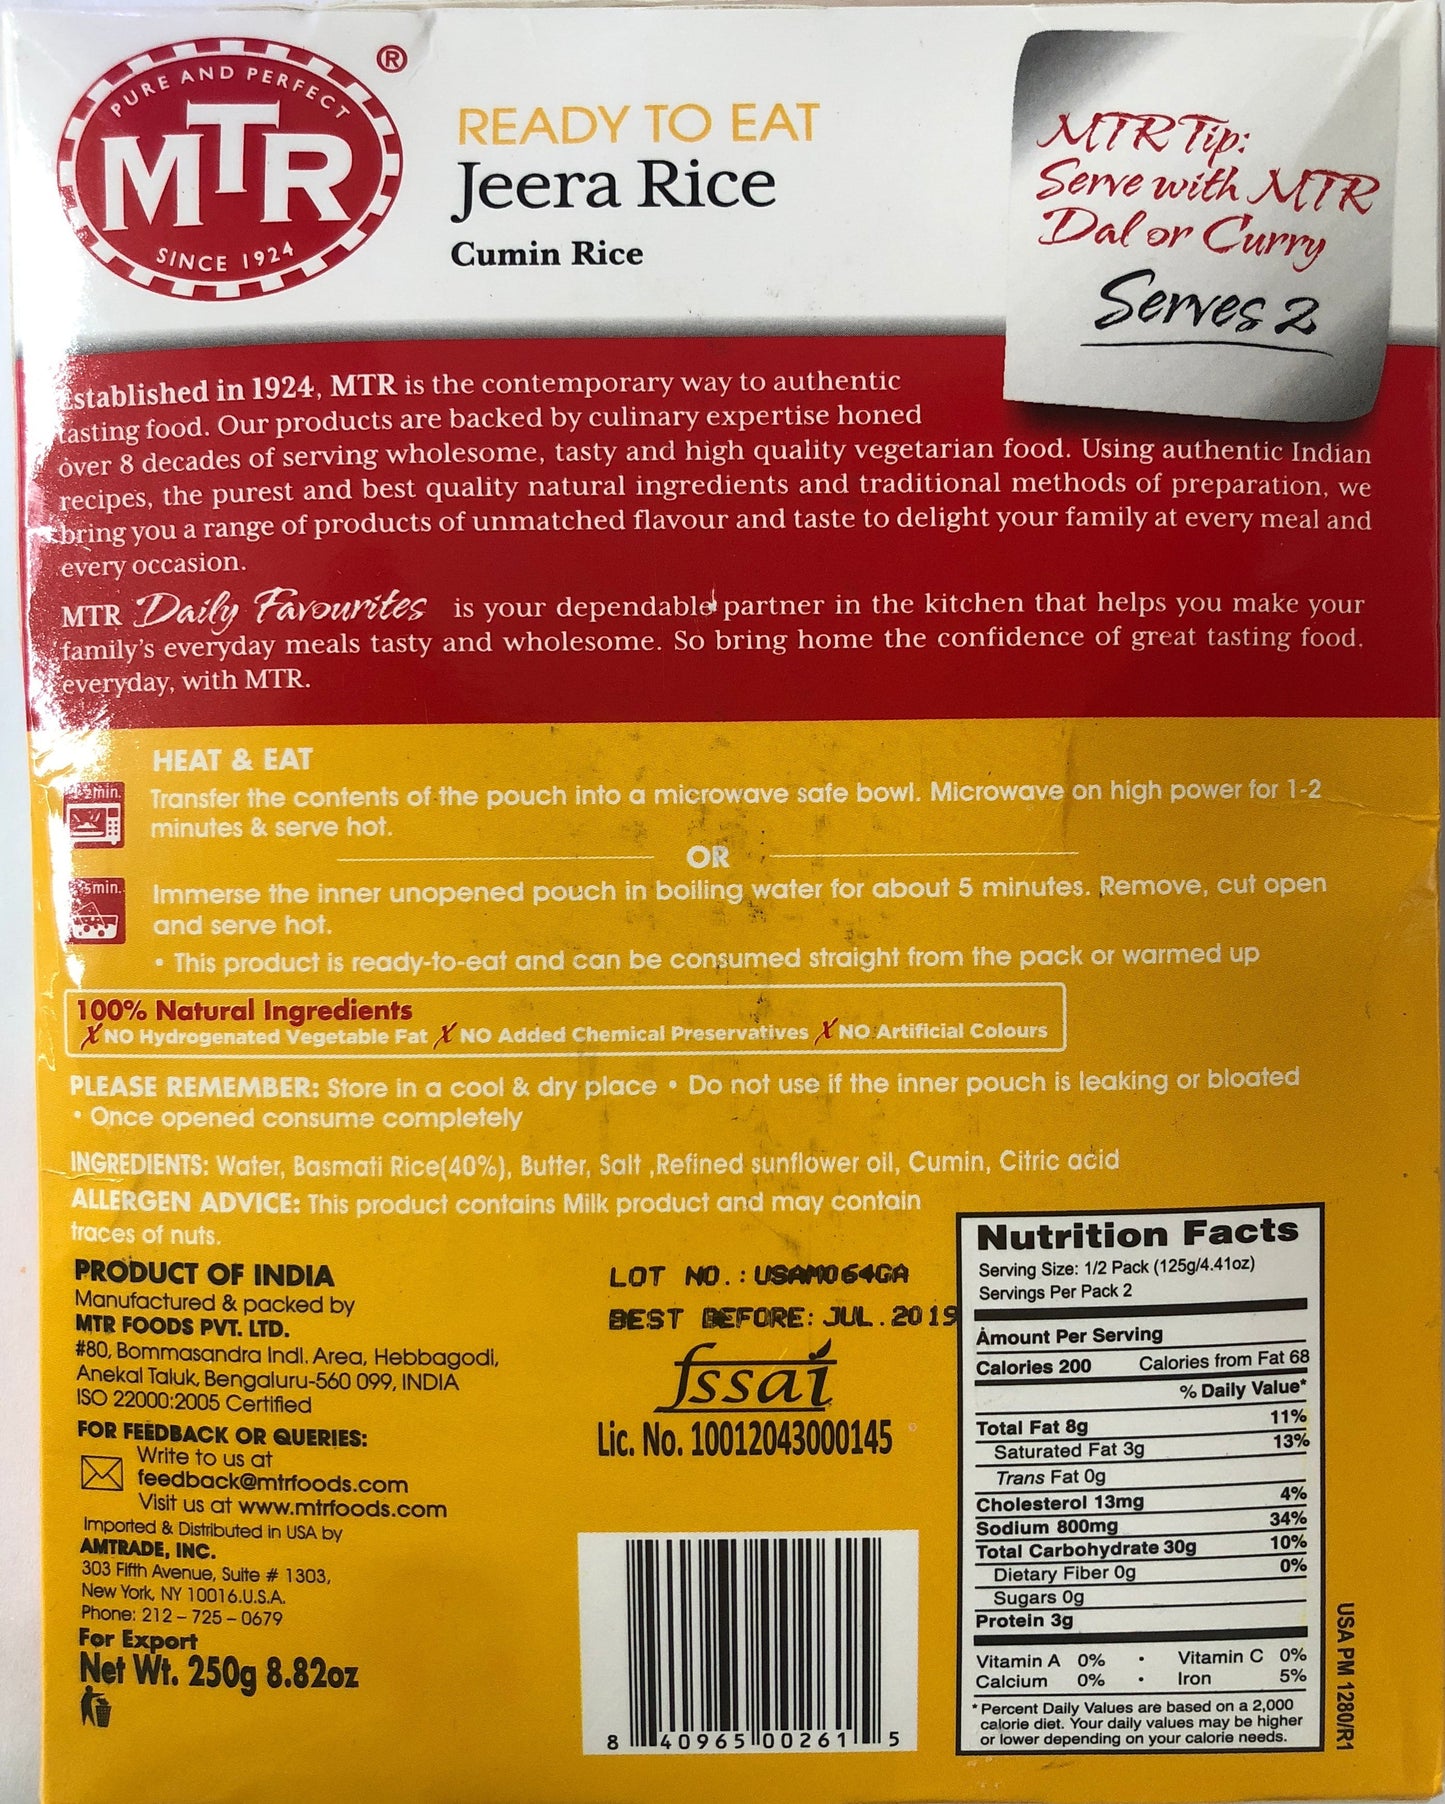 PURE AND PERFECT
MTR
SINCE 1924
®
READY TO EAT
Jeera Rice
Cumin Rice
MTR Tip:
Serve with MTR
Dal or Curry
Serves 2
Established in 1924, MTR is the contemporary way to authentic
tasting food. Our products are backed by culinary expertise honed
over 8 decades of serving wholesome, tasty and high quality vegetarian food. Using authentic Indian
recipes, the purest and best quality natural ingredients and traditional methods of preparation, we
bring you a range of products of unmatched flavour and taste to delight your family at every meal and
every occasion.
MTR Daily Favourites is your dependable partner in the kitchen that helps you make your
family's everyday meals tasty and wholesome. So bring home the confidence of great tasting food,
everyday, with MTR.
HEAT & EAT
Transfer the contents of the pouch into a microwave safe bowl. Microwave on high power for 1-2
minutes & serve hot.
OR
5min.
Immerse the inner unopened pouch in boiling water for about 5 minutes. Remove, cut open
and serve hot.
• This product is ready-to-eat and can be consumed straight from the pack or warmed up
100% Natural Ingredients
X NO Hydrogenated Vegetable Fat X NO Added Chemical Preservatives X NO Artificial Colours
PLEASE REMEMBER: Store in a cool & dry place • Do not use if the inner pouch is leaking or bloated
• Once opened consume completely
INGREDIENTS: Water, Basmati Rice(40%), Butter, Salt ,Refined sunflower oil, Cumin, Citric acid
ALLERGEN ADVICE: This product contains Milk product and may contain
traces of nuts.
PRODUCT OF INDIA
Manufactured & packed by
MTR FOODS PVT. LTD.
#80, Bommasandra Indl. Area, Hebbagodi,
Anekal Taluk, Bengaluru-560 099, INDIA
ISO 22000:2005 Certified
FOR FEEDBACK OR QUERIES:
Write to us at
feedback@mtrfoods.com
Visit us at www.mtrfoods.com
Imported & Distributed in USA by
AMTRADE, INC.
303 Fifth Avenue, Suite # 1303,
New York, NY 10016.U.S.A.
Phone: 212 – 725 – 0679
For Export
Net Wt. 250g 8.82oz
LOT NO.: USAM064GA
BEST BEFORE: JUL.2019
fssai
Lic. No. 10012043000145
8 40965 00261 5
Nutrition Facts
Serving Size: 1/2 Pack (125g/4.41oz)
Servings Per Pack 2
Amount Per Serving
Calories 200 Calories from Fat 68
% Daily Value*
Total Fat 8g 11%
Saturated Fat 3g 13%
Trans Fat 0g
Cholesterol 13mg 4%
Sodium 800mg 34%
Total Carbohydrate 30g 10%
Dietary Fiber 0g 0%
Sugars 0g
Protein 3g
Vitamin A 0% • Vitamin C 0%
Calcium 0% • Iron 5%
* Percent Daily Values are based on a 2,000
calorie diet. Your daily values may be higher
or lower depending on your calorie needs.
USA PM 1280/R1